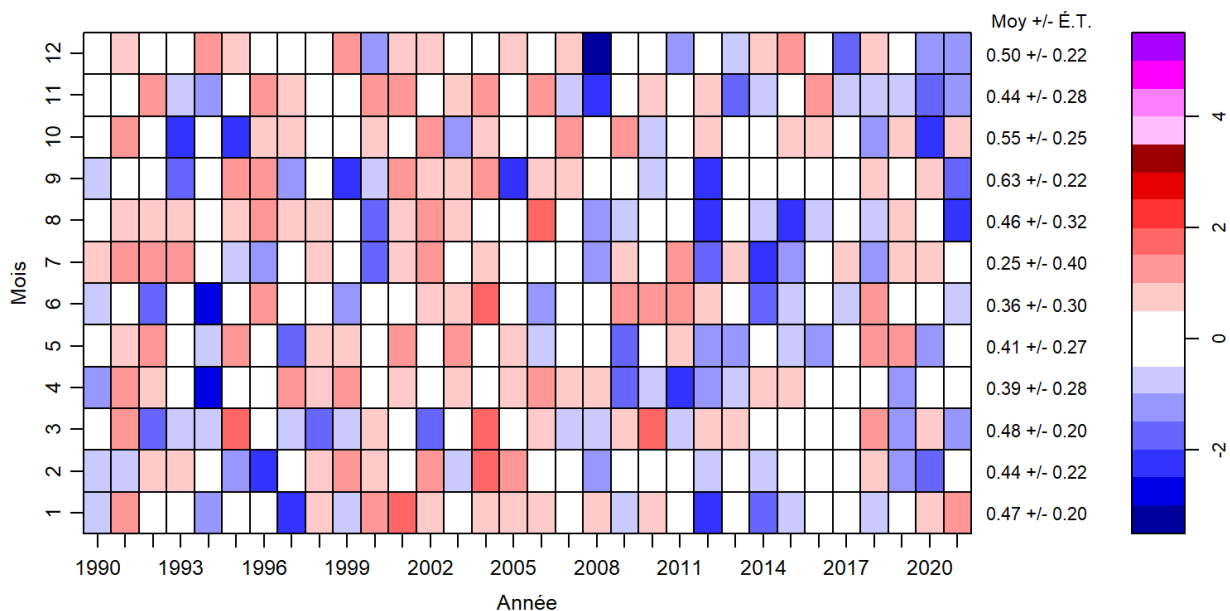 Moy +/- É.T.
12 0.50 +/- 0.22
11 0.44 +/- 0.28
10 0.55 +/- 0.25
9 0.63 +/- 0.22
8 0.46 +/- 0.32
7 0.25 +/- 0.40
6 0.36 +/- 0.30
5 0.41 +/- 0.27
4 0.39 +/- 0.28
3 0.48 +/- 0.20
2 0.44 +/- 0.22
1 0.47 +/- 0.20
Mois
1990 1993 1996 1999 2002 2005 2008 2011 2014 2017 2020
Année
4
2
0
-2